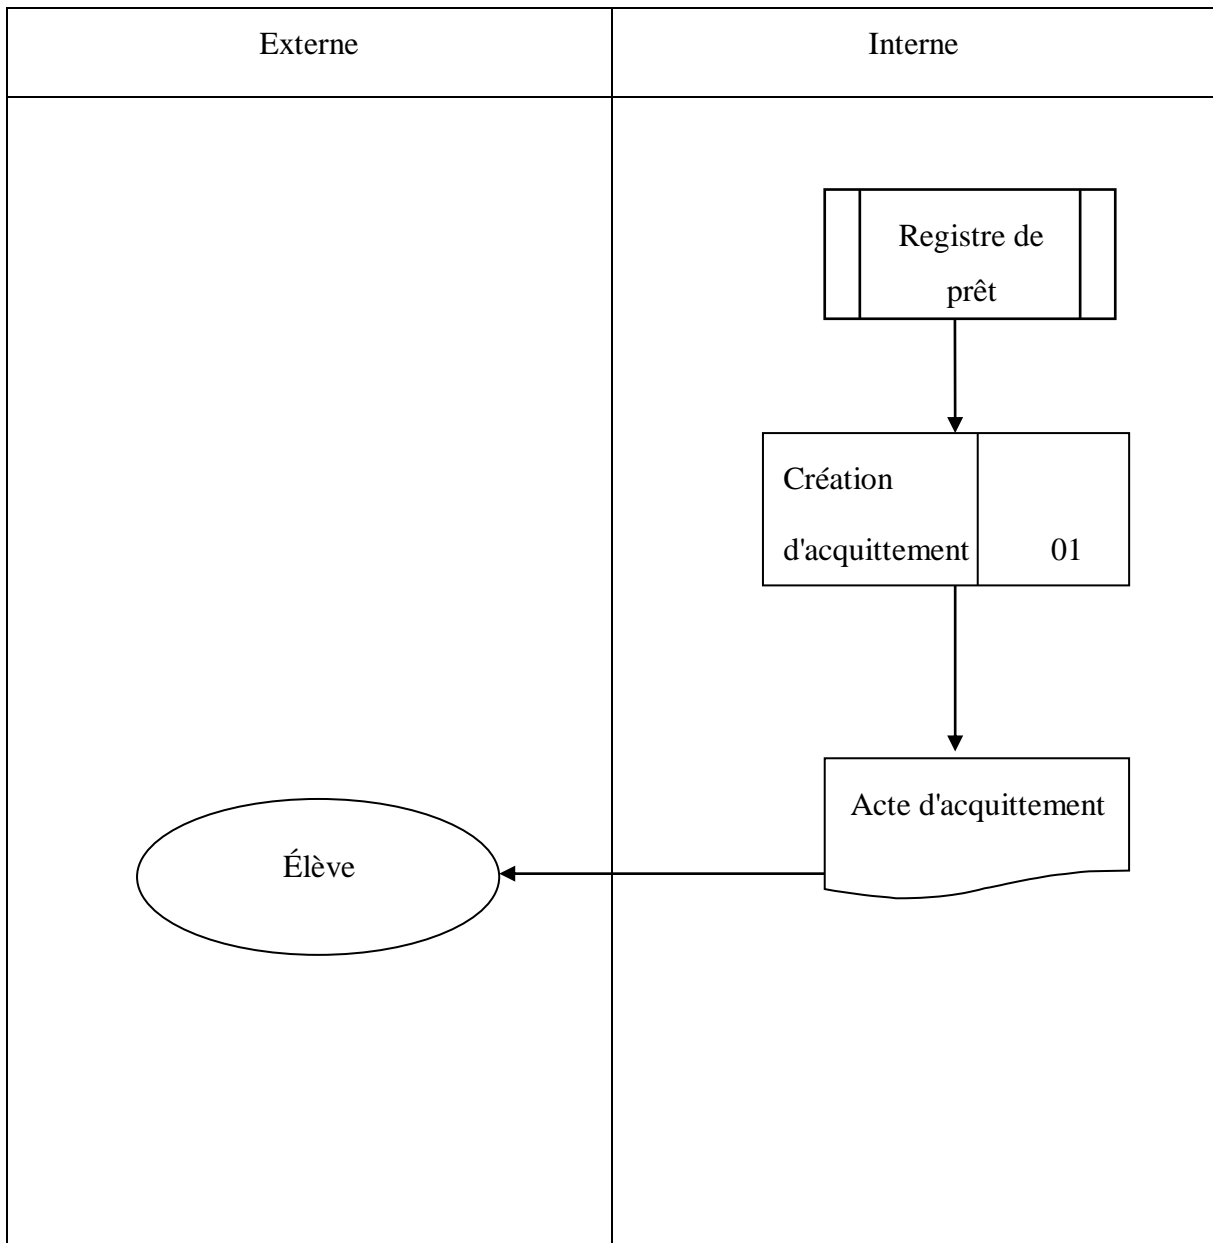 Externe
Interne
Registre de
prêt
Création
d'acquittement
01
Acte d'acquittement
Élève